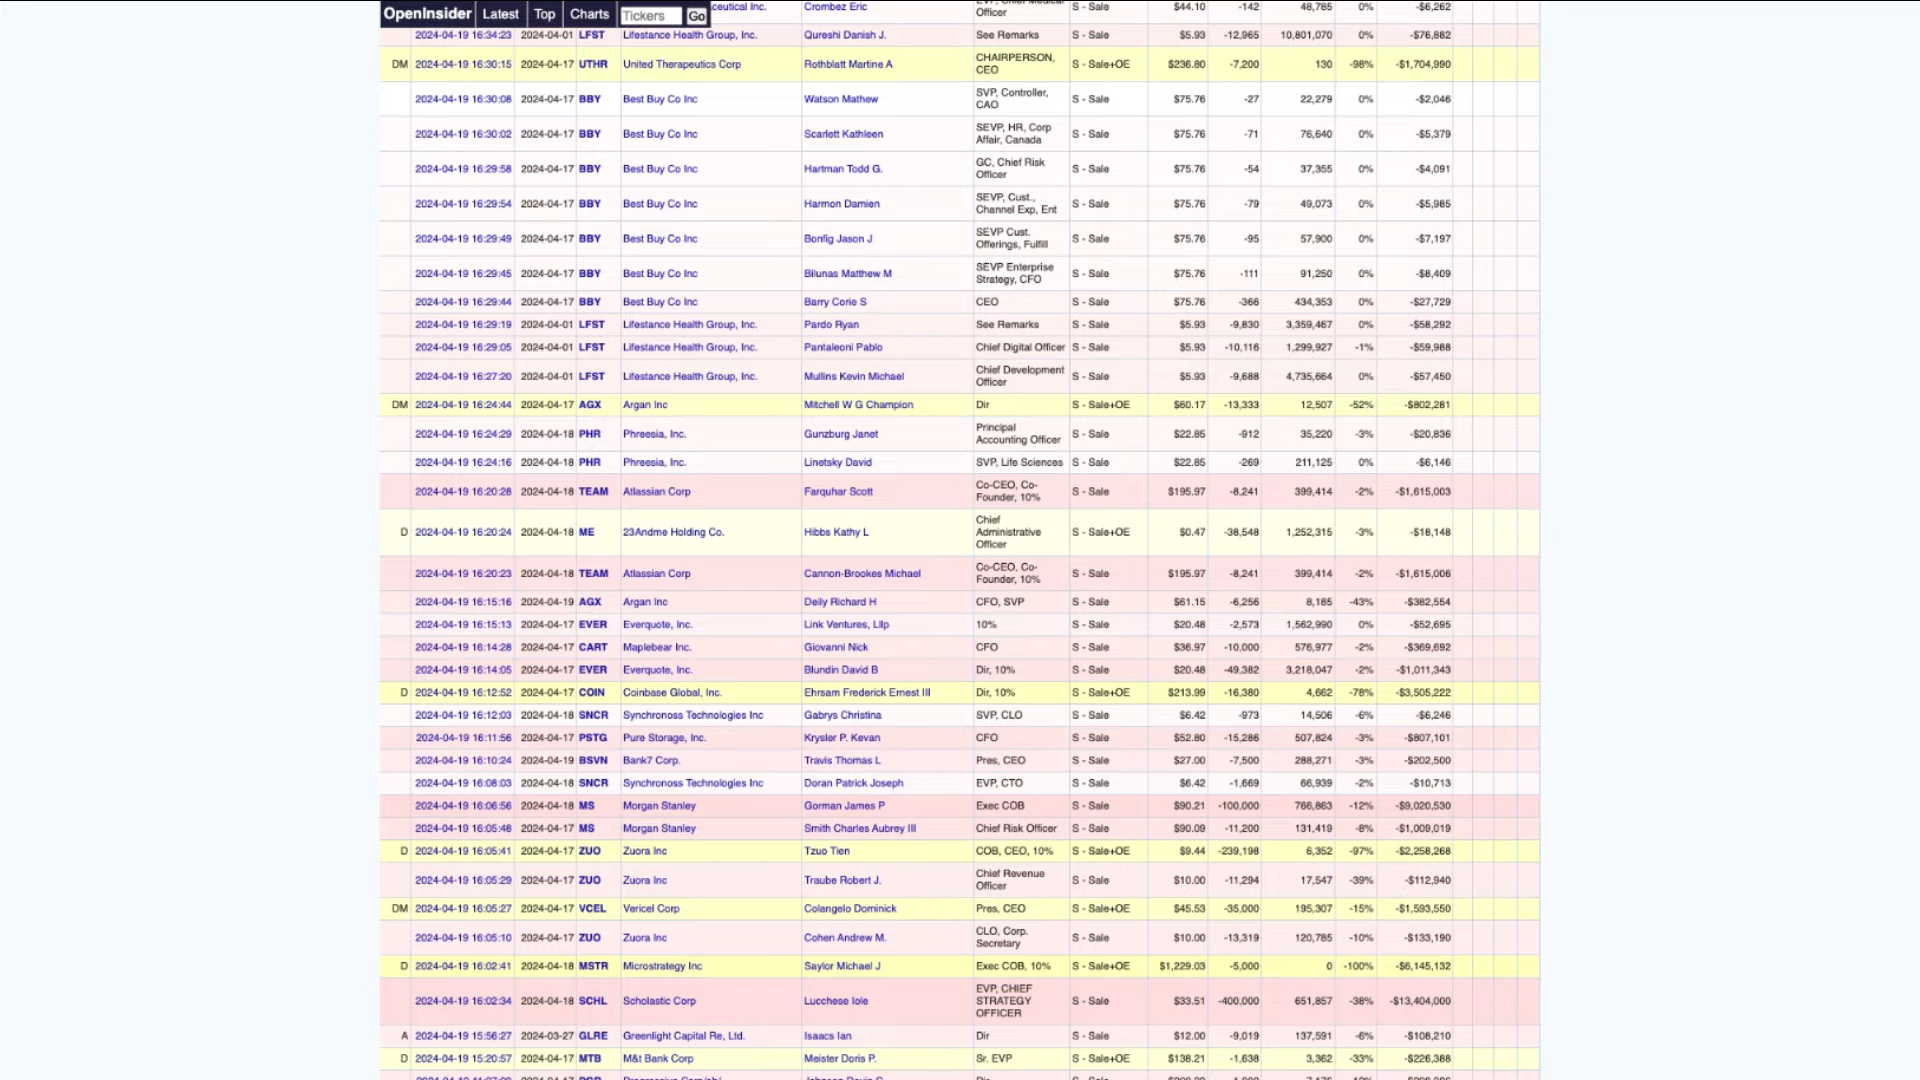 OpenInsider Latest Top Charts Tickers Go
ceutical Inc. Crombez Eric EVP, Chief Medical Officer S - Sale $44.10 -142 48,785 0% -$6,262
2024-04-19 16:34:23 2024-04-01 LFST Lifestance Health Group, Inc. Qureshi Danish J. See Remarks S - Sale $5.93 -12,965 10,801,070 0% -$76,882
DM 2024-04-19 16:30:15 2024-04-17 UTHR United Therapeutics Corp Rothblatt Martine A CHAIRPERSON, CEO S - Sale+OE $236.80 -7,200 130 -98% -$1,704,990
2024-04-19 16:30:08 2024-04-17 BBY Best Buy Co Inc Watson Mathew SVP, Controller, CAO S - Sale $75.76 -27 22,279 0% -$2,046
2024-04-19 16:30:02 2024-04-17 BBY Best Buy Co Inc Scarlett Kathleen SEVP, HR, Corp Affair, Canada S - Sale $75.76 -71 76,640 0% -$5,379
2024-04-19 16:29:58 2024-04-17 BBY Best Buy Co Inc Hartman Todd G. GC, Chief Risk Officer S - Sale $75.76 -54 37,355 0% -$4,091
2024-04-19 16:29:54 2024-04-17 BBY Best Buy Co Inc Harmon Damien SEVP, Cust., Channel Exp, Ent S - Sale $75.76 -79 49,073 0% -$5,985
2024-04-19 16:29:49 2024-04-17 BBY Best Buy Co Inc Bonfig Jason J SEVP Cust. Offerings, Fulfill S - Sale $75.76 -95 57,900 0% -$7,197
2024-04-19 16:29:45 2024-04-17 BBY Best Buy Co Inc Bilunas Matthew M SEVP Enterprise Strategy, CFO S - Sale $75.76 -111 91,250 0% -$8,409
2024-04-19 16:29:44 2024-04-17 BBY Best Buy Co Inc Barry Corie S CEO S - Sale $75.76 -366 434,353 0% -$27,729
2024-04-19 16:29:19 2024-04-01 LFST Lifestance Health Group, Inc. Pardo Ryan See Remarks S - Sale $5.93 -9,830 3,359,467 0% -$58,292
2024-04-19 16:29:05 2024-04-01 LFST Lifestance Health Group, Inc. Pantaleoni Pablo Chief Digital Officer S - Sale $5.93 -10,116 1,299,927 -1% -$59,988
2024-04-19 16:27:20 2024-04-01 LFST Lifestance Health Group, Inc. Mullins Kevin Michael Chief Development Officer S - Sale $5.93 -9,688 4,735,664 0% -$57,450
DM 2024-04-19 16:24:44 2024-04-17 AGX Argan Inc Mitchell W G Champion Dir S - Sale+OE $60.17 -13,333 12,507 -52% -$802,281
2024-04-19 16:24:29 2024-04-18 PHR Phreesia, Inc. Gunzburg Janet Principal Accounting Officer S - Sale $22.85 -912 35,220 -3% -$20,836
2024-04-19 16:24:16 2024-04-18 PHR Phreesia, Inc. Linetsky David SVP, Life Sciences S - Sale $22.85 -269 211,125 0% -$6,146
2024-04-19 16:20:28 2024-04-18 TEAM Atlassian Corp Farquhar Scott Co-CEO, Co-Founder, 10% S - Sale $195.97 -8,241 399,414 -2% -$1,615,003
D 2024-04-19 16:20:24 2024-04-18 ME 23Andme Holding Co. Hibbs Kathy L Chief Administrative Officer S - Sale+OE $0.47 -38,548 1,252,315 -3% -$18,148
2024-04-19 16:20:23 2024-04-18 TEAM Atlassian Corp Cannon-Brookes Michael Co-CEO, Co-Founder, 10% S - Sale $195.97 -8,241 399,414 -2% -$1,615,006
2024-04-19 16:15:16 2024-04-19 AGX Argan Inc Deily Richard H CFO, SVP S - Sale $61.15 -6,256 8,185 -43% -$382,554
2024-04-19 16:15:13 2024-04-17 EVER Everquote, Inc. Link Ventures, Lllp 10% S - Sale $20.48 -2,573 1,562,990 0% -$52,695
2024-04-19 16:14:28 2024-04-17 CART Maplebear Inc. Giovanni Nick CFO S - Sale $36.97 -10,000 576,977 -2% -$369,692
2024-04-19 16:14:05 2024-04-17 EVER Everquote, Inc. Blundin David B Dir, 10% S - Sale $20.48 -49,382 3,218,047 -2% -$1,011,343
D 2024-04-19 16:12:52 2024-04-17 COIN Coinbase Global, Inc. Ehrsam Frederick Ernest III Dir, 10% S - Sale+OE $213.99 -16,380 4,662 -78% -$3,505,222
2024-04-19 16:12:03 2024-04-18 SNCR Synchronoss Technologies Inc Gabrys Christina SVP, CLO S - Sale $6.42 -973 14,506 -6% -$6,246
2024-04-19 16:11:56 2024-04-17 PSTG Pure Storage, Inc. Krysler P. Kevan CFO S - Sale $52.80 -15,286 507,824 -3% -$807,101
2024-04-19 16:10:24 2024-04-19 BSVN Bank7 Corp. Travis Thomas L Pres, CEO S - Sale $27.00 -7,500 288,271 -3% -$202,500
2024-04-19 16:08:03 2024-04-18 SNCR Synchronoss Technologies Inc Doran Patrick Joseph EVP, CTO S - Sale $6.42 -1,669 66,939 -2% -$10,713
2024-04-19 16:06:56 2024-04-18 MS Morgan Stanley Gorman James P Exec COB S - Sale $90.21 -100,000 766,863 -12% -$9,020,530
2024-04-19 16:05:48 2024-04-17 MS Morgan Stanley Smith Charles Aubrey III Chief Risk Officer S - Sale $90.09 -11,200 131,419 -8% -$1,009,019
D 2024-04-19 16:05:41 2024-04-17 ZUO Zuora Inc Tzuo Tien COB, CEO, 10% S - Sale+OE $9.44 -239,198 6,352 -97% -$2,258,268
2024-04-19 16:05:29 2024-04-17 ZUO Zuora Inc Traube Robert J. Chief Revenue Officer S - Sale $10.00 -11,294 17,547 -39% -$112,940
DM 2024-04-19 16:05:27 2024-04-17 VCEL Vericel Corp Colangelo Dominick Pres, CEO S - Sale+OE $45.53 -35,000 195,307 -15% -$1,593,550
2024-04-19 16:05:10 2024-04-17 ZUO Zuora Inc Cohen Andrew M. CLO, Corp. Secretary S - Sale $10.00 -13,319 120,785 -10% -$133,190
D 2024-04-19 16:02:41 2024-04-18 MSTR Microstrategy Inc Saylor Michael J Exec COB, 10% S - Sale+OE $1,229.03 -5,000 0 -100% -$6,145,132
2024-04-19 16:02:34 2024-04-18 SCHL Scholastic Corp Lucchese Iole EVP, CHIEF STRATEGY OFFICER S - Sale $33.51 -400,000 651,857 -38% -$13,404,000
A 2024-04-19 15:56:27 2024-03-27 GLRE Greenlight Capital Re, Ltd. Isaacs Ian Dir S - Sale $12.00 -9,019 137,591 -6% -$108,210
D 2024-04-19 15:20:57 2024-04-17 MTB M&t Bank Corp Meister Doris P. Sr. EVP S - Sale+OE $138.21 -1,638 3,362 -33% -$226,388